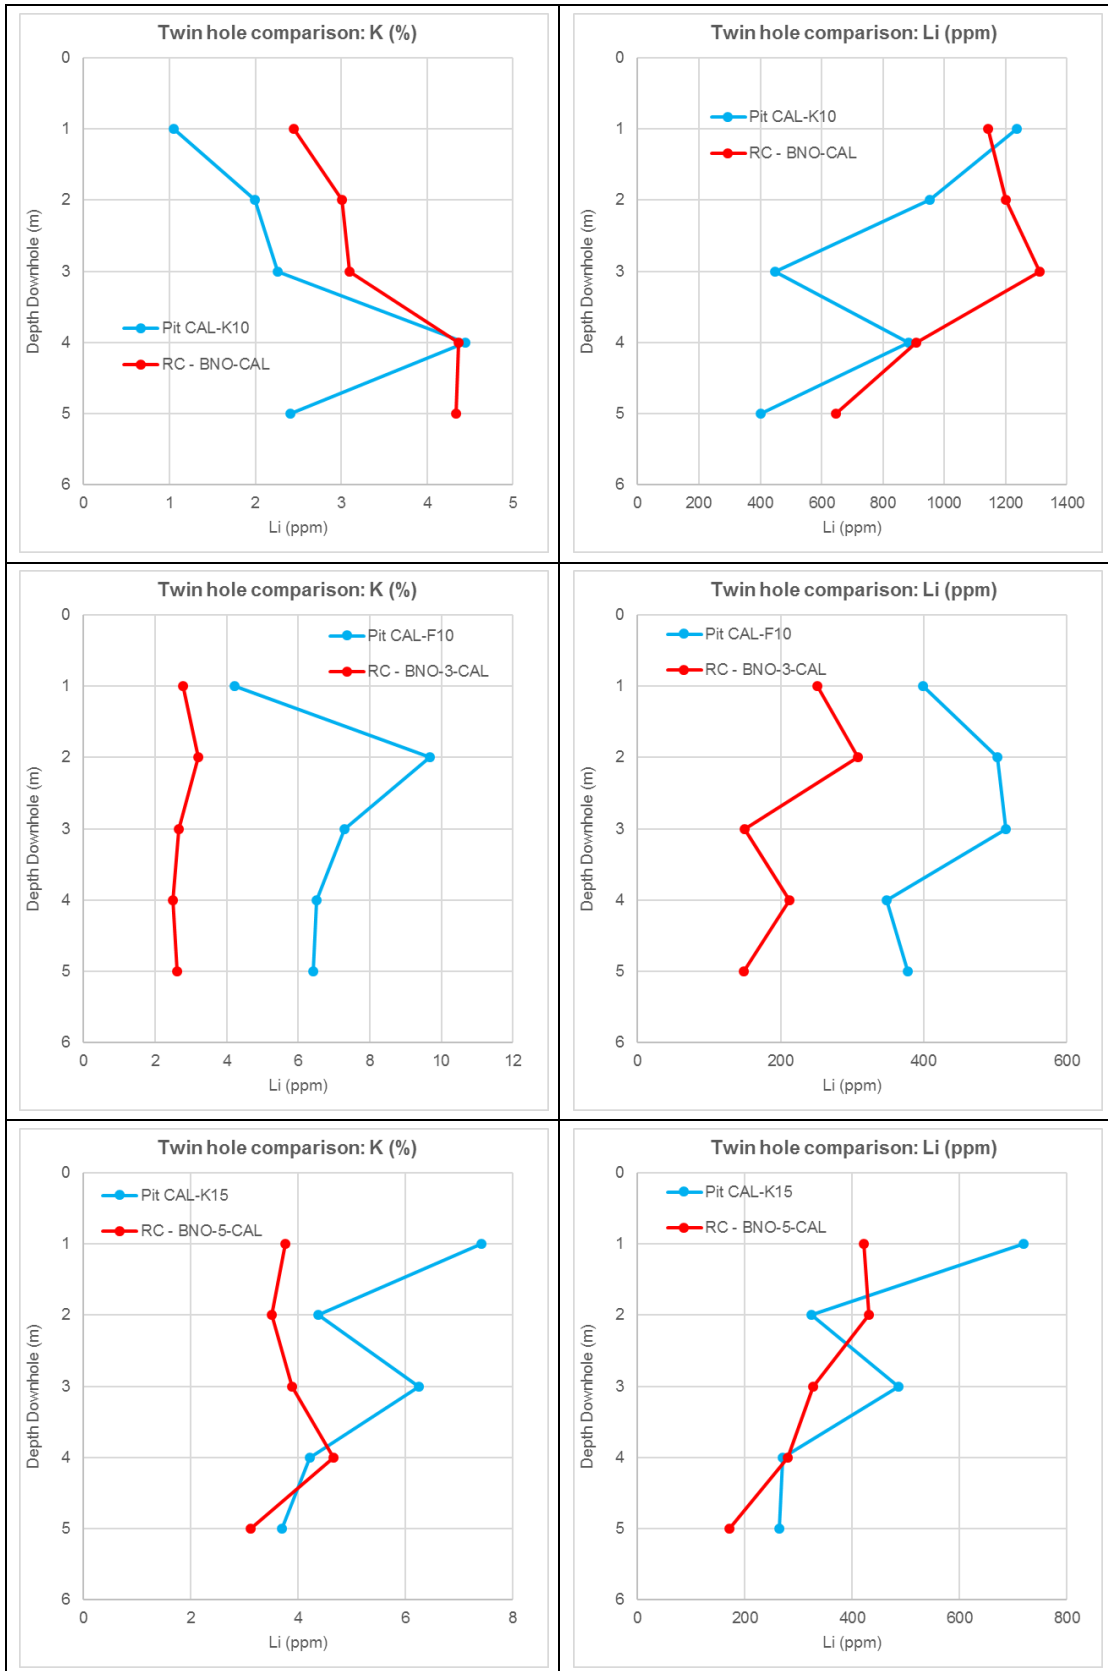 Twin hole comparison: K (%)
0
1
2
3
4
5
6
Depth Downhole (m)
Pit CAL-K10
RC - BNO-CAL
0 1 2 3 4 5
Li (ppm)
Twin hole comparison: Li (ppm)
0
1
2
3
4
5
6
Depth Downhole (m)
Pit CAL-K10
RC - BNO-CAL
0 200 400 600 800 1000 1200 1400
Li (ppm)
Twin hole comparison: K (%)
0
1
2
3
4
5
6
Depth Downhole (m)
Pit CAL-F10
RC - BNO-3-CAL
0 2 4 6 8 10 12
Li (ppm)
Twin hole comparison: Li (ppm)
0
1
2
3
4
5
6
Depth Downhole (m)
Pit CAL-F10
RC - BNO-3-CAL
0 200 400 600
Li (ppm)
Twin hole comparison: K (%)
0
1
2
3
4
5
6
Depth Downhole (m)
Pit CAL-K15
RC - BNO-5-CAL
0 2 4 6 8
Li (ppm)
Twin hole comparison: Li (ppm)
0
1
2
3
4
5
6
Depth Downhole (m)
Pit CAL-K15
RC - BNO-5-CAL
0 200 400 600 800
Li (ppm)